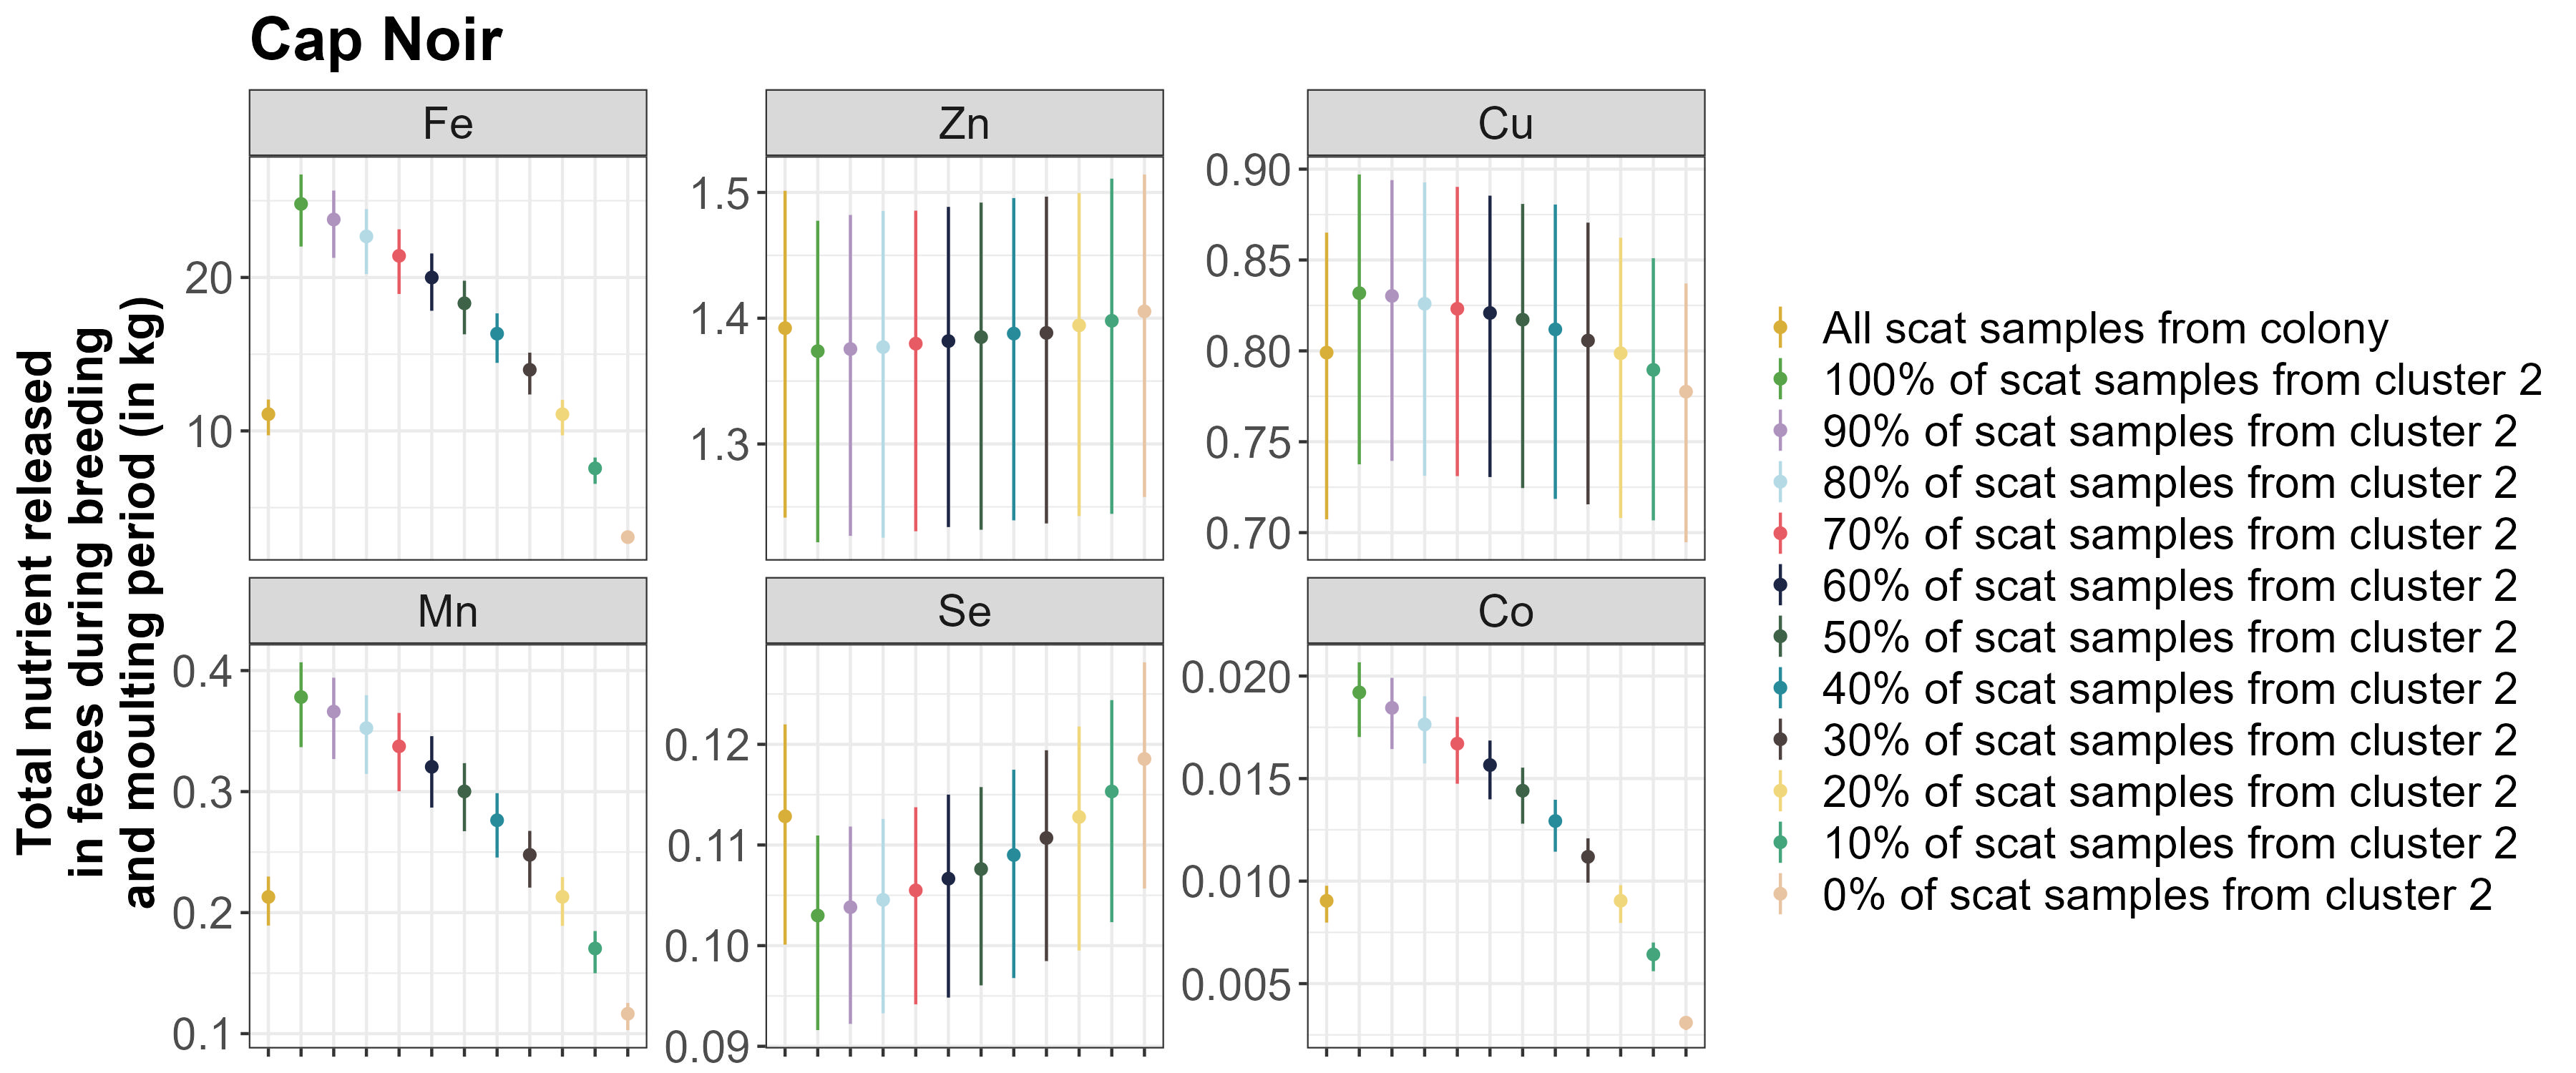 Cap Noir
Total nutrient released
in feces during breeding
and moulting period (in kg)
Fe
20
10
Zn
1.5
1.4
1.3
Cu
0.90
0.85
0.80
0.75
0.70
Mn
0.4
0.3
0.2
0.1
Se
0.12
0.11
0.10
0.09
Co
0.020
0.015
0.010
0.005
All scat samples from colony
100% of scat samples from cluster 2
90% of scat samples from cluster 2
80% of scat samples from cluster 2
70% of scat samples from cluster 2
60% of scat samples from cluster 2
50% of scat samples from cluster 2
40% of scat samples from cluster 2
30% of scat samples from cluster 2
20% of scat samples from cluster 2
10% of scat samples from cluster 2
0% of scat samples from cluster 2